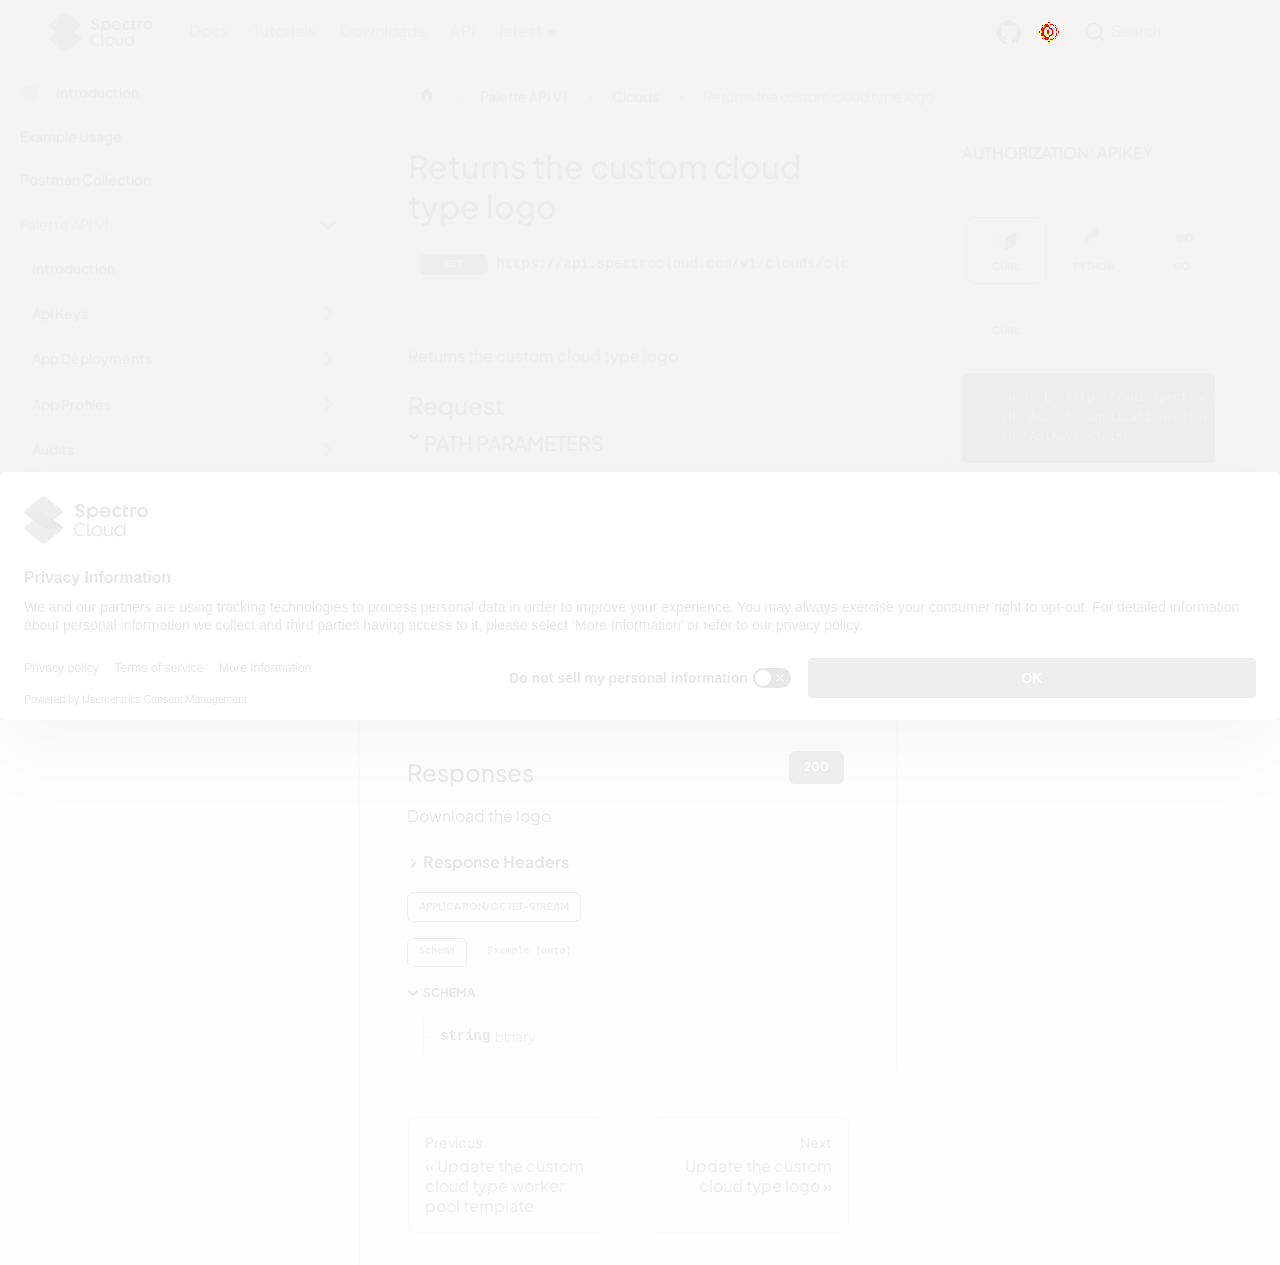 Spectro
Cloud
Docs Tutorials Downloads API latest
Search
Introduction
Example Usage
Postman Collection
Palette API V1
Introduction
Api Keys
App Deployments
App Profiles
Audits
Palette API V1
Clouds
Returns the custom cloud type logo
Returns the custom cloud
type logo
GET https://api.spectrocloud.com/v1/clouds/clo
Returns the custom cloud type logo
Request
PATH PARAMETERS
AUTHORIZATION: APIKEY
CURL PYTHON GO
CURL
Spectro
Cloud
Privacy Information
We and our partners are using tracking technologies to process personal data in order to improve your experience. You may always exercise your consumer right to opt-out. For detailed information
about personal information we collect and third parties having access to it, please select ‘More Information’ or refer to our privacy policy.
Privacy policy Terms of service More Information
Do not sell my personal information
OK
Powered by Usercentrics Consent Management
Responses
200
Download the logo
Response Headers
APPLICATION/OCTET-STREAM
Schema Example (auto)
SCHEMA
string binary
Previous
« Update the custom
cloud type worker
pool template
Next
Update the custom
cloud type logo »